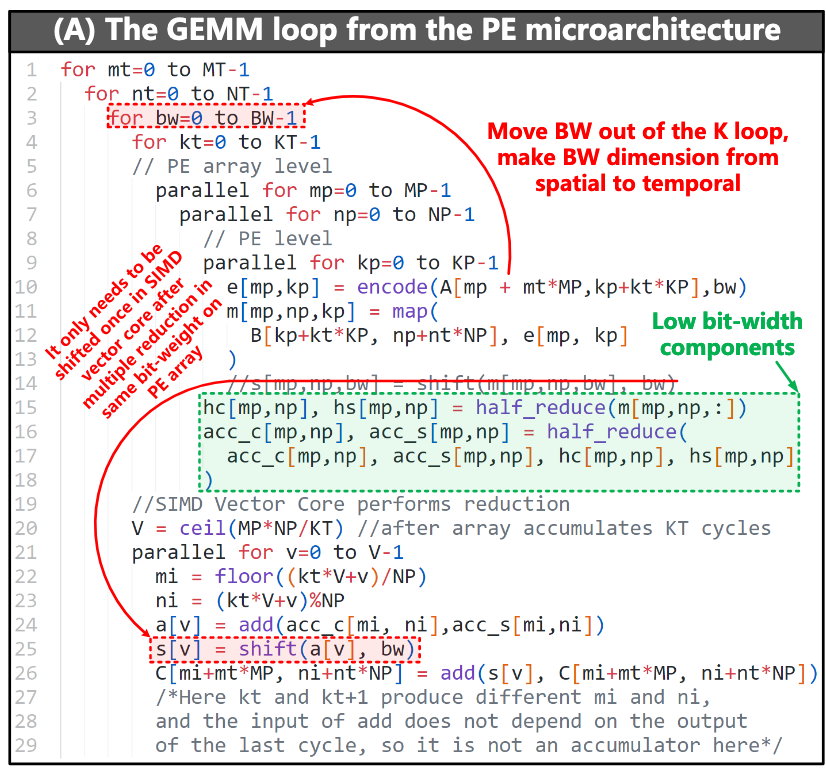 (A) The GEMM loop from the PE microarchitecture
1 for mt=0 to MT-1
2 for nt=0 to NT-1
3 for bw=0 to BW-1
4 for kt=0 to KT-1
5 // PE array level
6 parallel for mp=0 to MP-1
7 parallel for np=0 to NP-1
8 // PE level
9 parallel for kp=0 to KP-1
10 e[mp,kp] = encode(A[mp + mt*MP,kp+kt*KP],bw)
11 m[mp,np,kp] = map(
12 B[kp+kt*KP, np+nt*NP], e[mp, kp]
13 )
14 //s[mp,np,bw] = shift(m[mp,np,bw], bw)
15 hc[mp,np], hs[mp,np] = half_reduce(m[mp,np,:])
16 acc_c[mp,np], acc_s[mp,np] = half_reduce(
17 acc_c[mp,np], acc_s[mp,np], hc[mp,np], hs[mp,np]
18 )
19 //SIMD Vector Core performs reduction
20 V = ceil(MP*NP/KT) //after array accumulates KT cycles
21 parallel for v=0 to V-1
22 mi = floor((kt*V+v)/NP)
23 ni = (kt*V+v)%NP
24 a[v] = add(acc_c[mi, ni],acc_s[mi,ni])
25 s[v] = shift(a[v], bw)
26 C[mi+mt*MP, ni+nt*NP] = add(s[v], C[mi+mt*MP, ni+nt*NP])
27 /*Here kt and kt+1 produce different mi and ni,
28 and the input of add does not depend on the output
29 of the last cycle, so it is not an accumulator here*/
Move BW out of the K loop,
make BW dimension from
spatial to temporal
It only needs to be
shifted once in SIMD
vector core after
multiple reduction in
same bit-weight on
PE array
Low bit-width
components